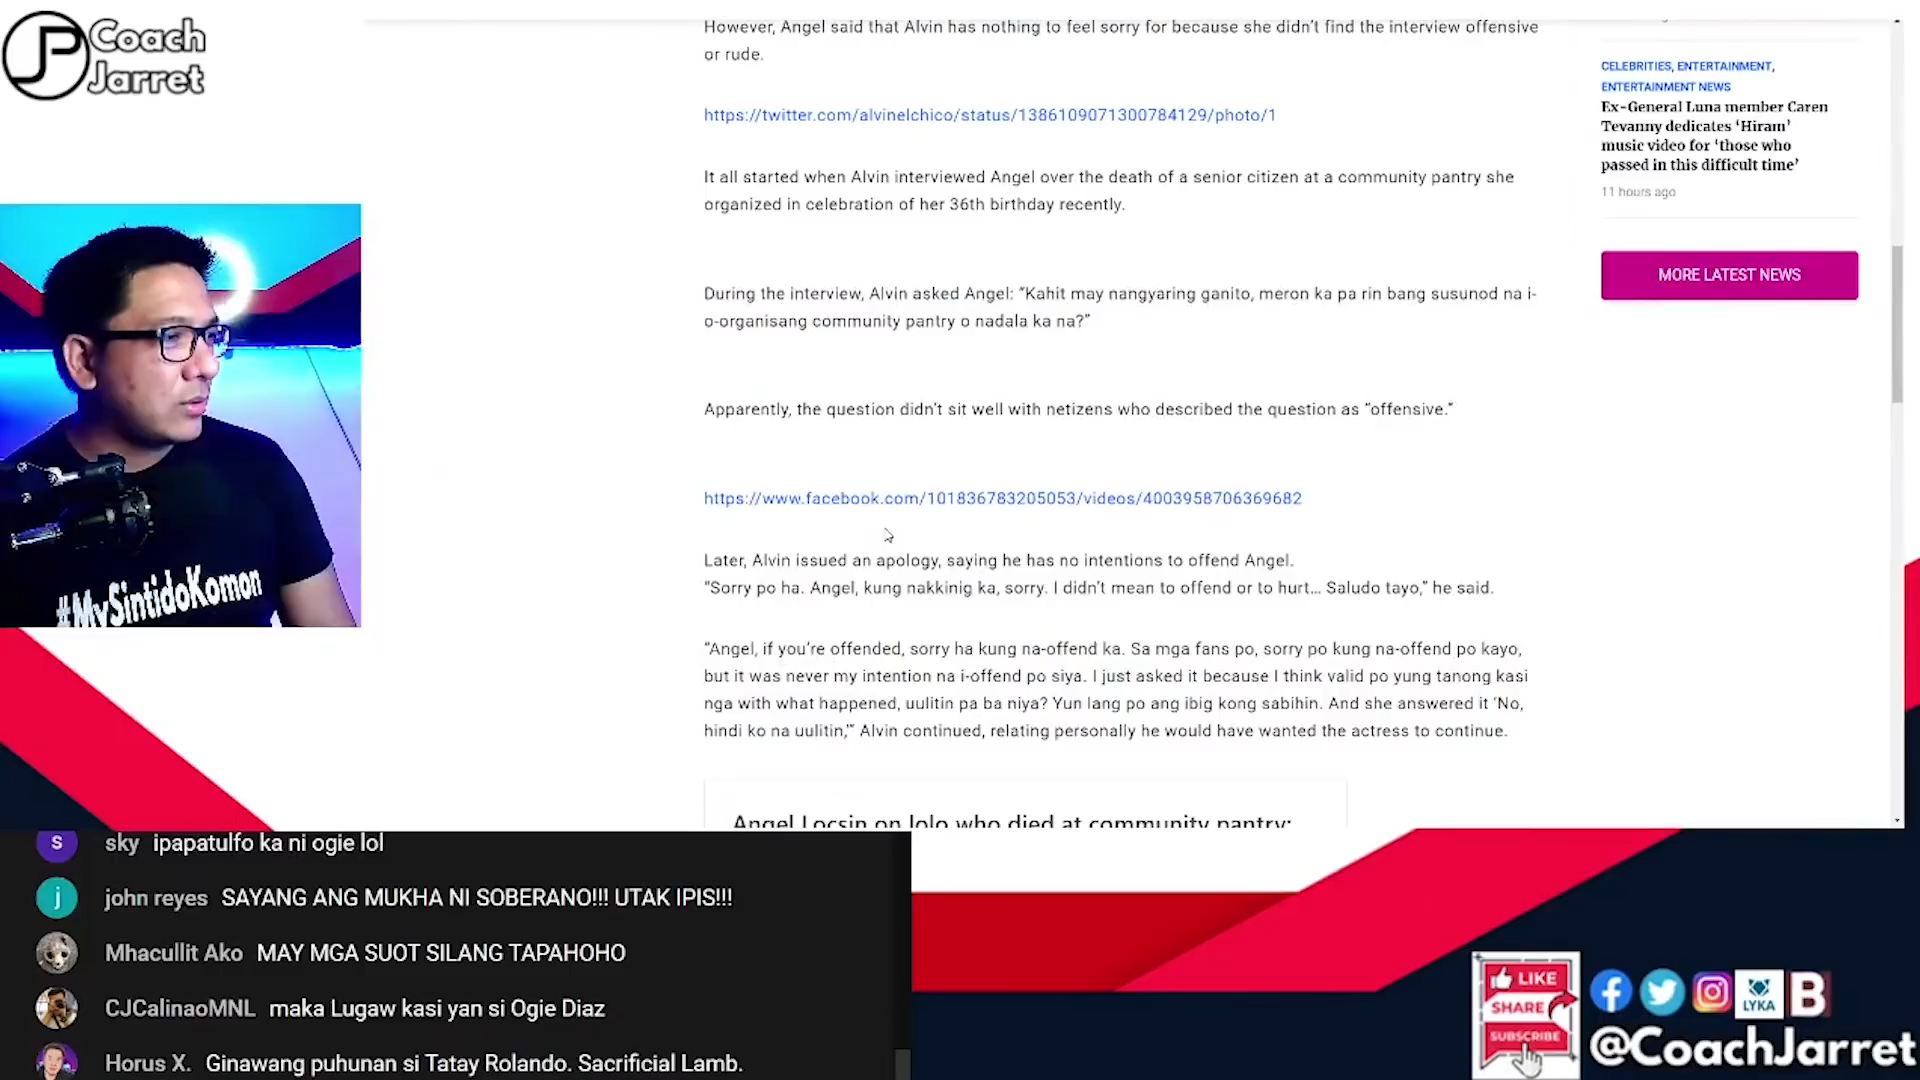 Coach
Jarret
However, Angel said that Alvin has nothing to feel sorry for because she didn’t find the interview offensive
or rude.
https://twitter.com/alvinelchico/status/1386109071300784129/photo/1
It all started when Alvin interviewed Angel over the death of a senior citizen at a community pantry she
organized in celebration of her 36th birthday recently.
During the interview, Alvin asked Angel: “Kahit may nangyaring ganito, meron ka pa rin bang susunod na i-
o-organisang community pantry o nadala ka na?”
Apparently, the question didn’t sit well with netizens who described the question as “offensive.”
https://www.facebook.com/101836783205053/videos/4003958706369682
Later, Alvin issued an apology, saying he has no intentions to offend Angel.
“Sorry po ha. Angel, kung nakkinig ka, sorry. I didn’t mean to offend or to hurt… Saludo tayo,” he said.
“Angel, if you’re offended, sorry ha kung na-offend ka. Sa mga fans po, sorry po kung na-offend po kayo,
but it was never my intention na i-offend po siya. I just asked it because I think valid po yung tanong kasi
nga with what happened, uulitin pa ba niya? Yun lang po ang ibig kong sabihin. And she answered it ‘No,
hindi ko na uulitin,’” Alvin continued, relating personally he would have wanted the actress to continue.
Angel Locsin on lolo who died at community pantry:
CELEBRITIES, ENTERTAINMENT,
ENTERTAINMENT NEWS
Ex-General Luna member Caren
Tevanny dedicates ‘Hiram’
music video for ‘those who
passed in this difficult time’
11 hours ago
MORE LATEST NEWS
#MySintidoKomon
S sky ipapatulfo ka ni ogie lol
j john reyes SAYANG ANG MUKHA NI SOBERANO!!! UTAK IPIS!!!
Mhacullit Ako MAY MGA SUOT SILANG TAPAHOHO
CJCalinaoMNL maka Lugaw kasi yan si Ogie Diaz
Horus X. Ginawang puhunan si Tatay Rolando. Sacrificial Lamb.
LIKE
SHARE
SUBSCRIBE
LYKA
B
@CoachJarret